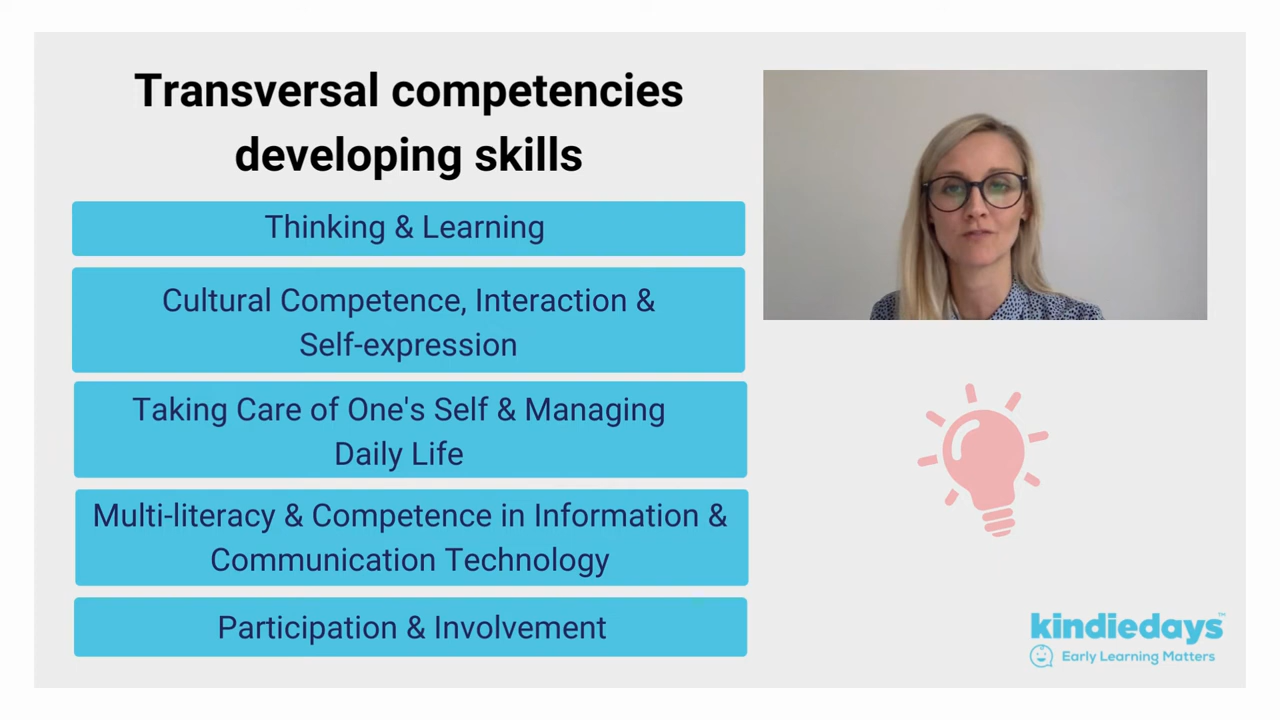 Transversal competencies
developing skills
Thinking & Learning
Cultural Competence, Interaction &
Self-expression
Taking Care of One's Self & Managing
Daily Life
Multi-literacy & Competence in Information &
Communication Technology
Participation & Involvement
kindiedays™
Early Learning Matters